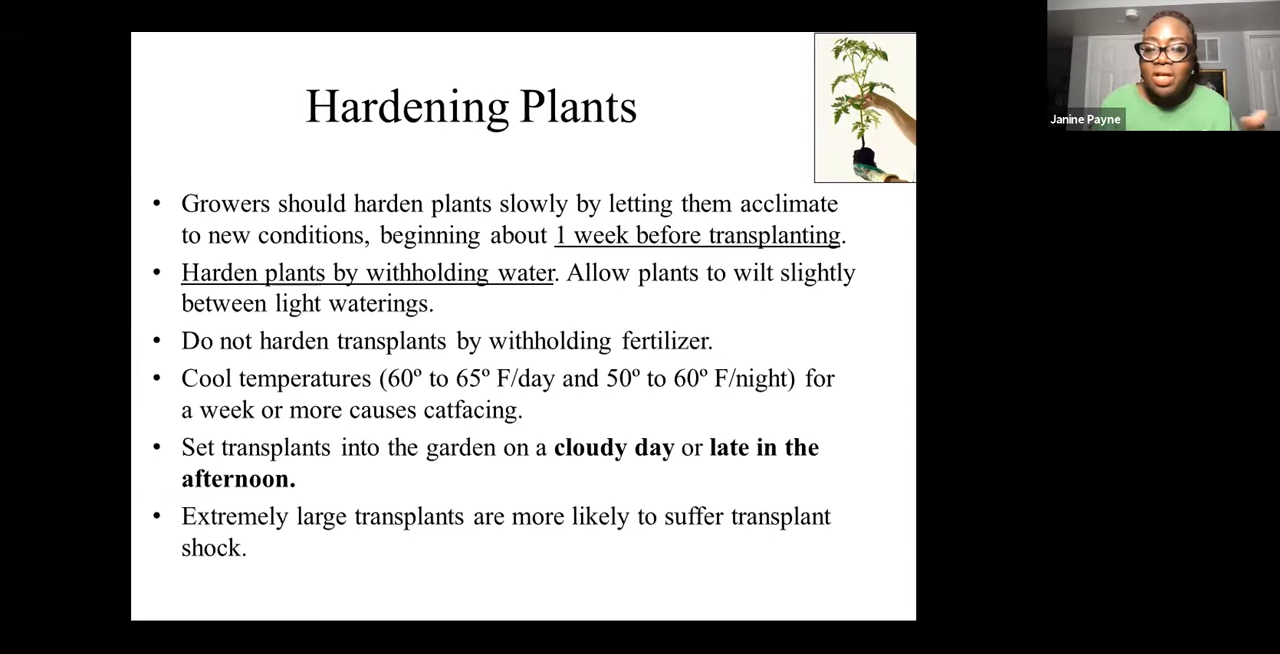 Hardening Plants
• Growers should harden plants slowly by letting them acclimate
to new conditions, beginning about 1 week before transplanting.
• Harden plants by withholding water. Allow plants to wilt slightly
between light waterings.
• Do not harden transplants by withholding fertilizer.
• Cool temperatures (60º to 65º F/day and 50º to 60º F/night) for
a week or more causes catfacing.
• Set transplants into the garden on a cloudy day or late in the
afternoon.
• Extremely large transplants are more likely to suffer transplant
shock.
Janine Payne